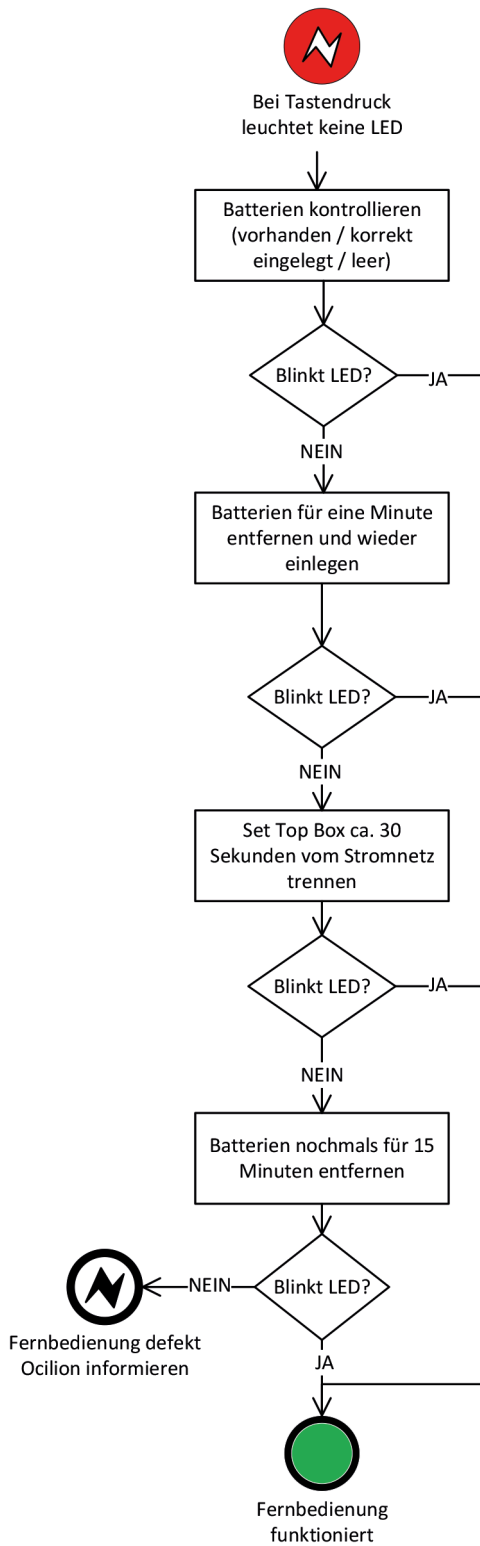 Bei Tastendruck
leuchtet keine LED
Batterien kontrollieren
(vorhanden / korrekt
eingelegt / leer)
Blinkt LED?
JA
NEIN
Batterien für eine Minute
entfernen und wieder
einlegen
Blinkt LED?
JA
NEIN
Set Top Box ca. 30
Sekunden vom Stromnetz
trennen
Blinkt LED?
JA
NEIN
Batterien nochmals für 15
Minuten entfernen
NEIN
Blinkt LED?
Fernbedienung defekt
Ocilion informieren
JA
Fernbedienung
funktioniert